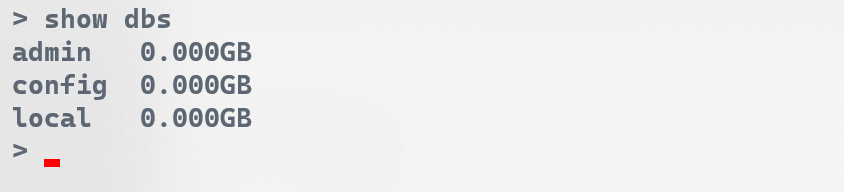 > show dbs
admin   0.000GB
config  0.000GB
local   0.000GB
>